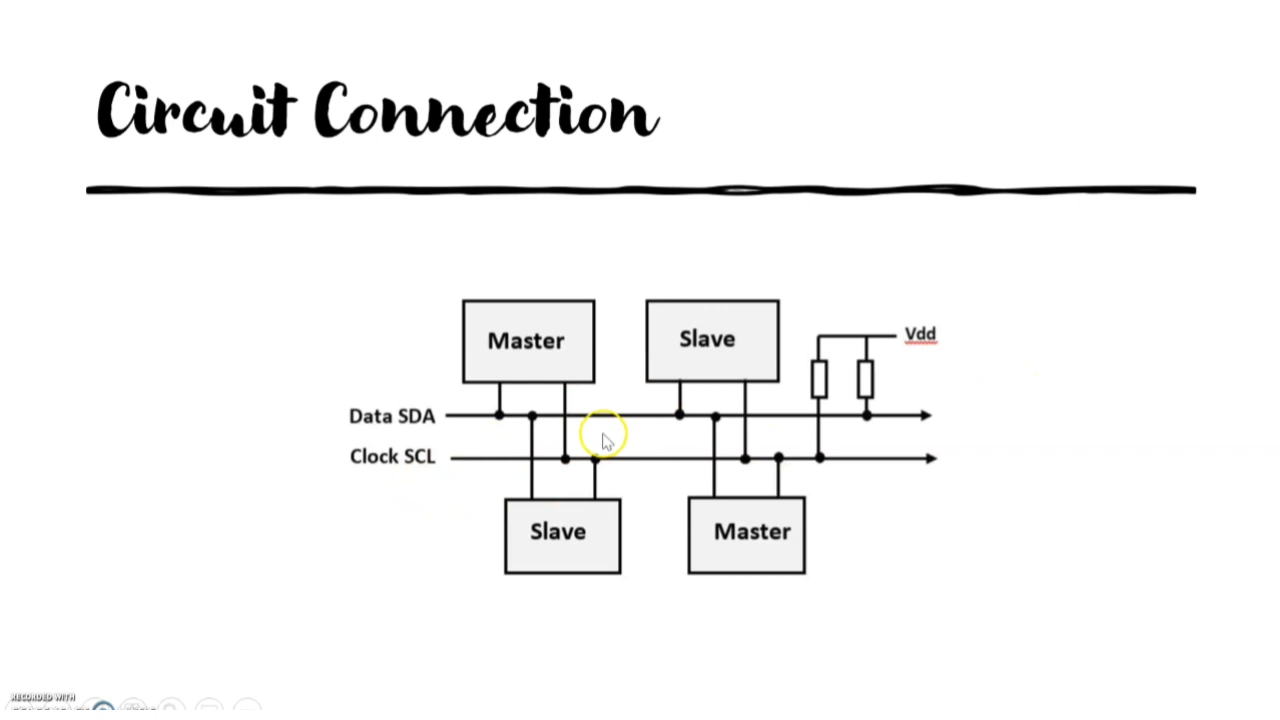 Circuit Connection
Master
Slave
Vdd
Data SDA
Clock SCL
Slave
Master
RECORDED WITH